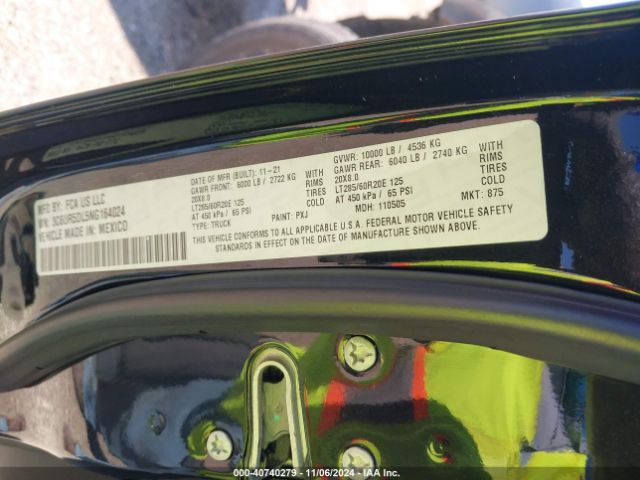 MFD BY: FCA US LLC
VIN: 3C6UR5DL5NG164024
VEHICLE MADE IN: MEXICO
DATE OF MFR (BUILT): 11-21
GAWR FRONT: 6000 LB / 2722 KG
20X8.0 RIMS
LT285/60R20E 125 TIRES
AT 450 kPa / 65 PSI COLD
TYPE: TRUCK PAINT: PXJ
GVWR: 10000 LB / 4536 KG
GAWR REAR: 6040 LB / 2740 KG WITH
20X8.0 RIMS
LT285/60R20E 125 TIRES
AT 450 kPa / 65 PSI COLD
MDH: 110505 MKT: 875
THIS VEHICLE CONFORMS TO ALL APPLICABLE U.S.A. FEDERAL MOTOR VEHICLE SAFETY
STANDARDS IN EFFECT ON THE DATE OF MANUFACTURE SHOWN ABOVE
COPART: 40740279 - 11/06/2024 - IAA Inc.